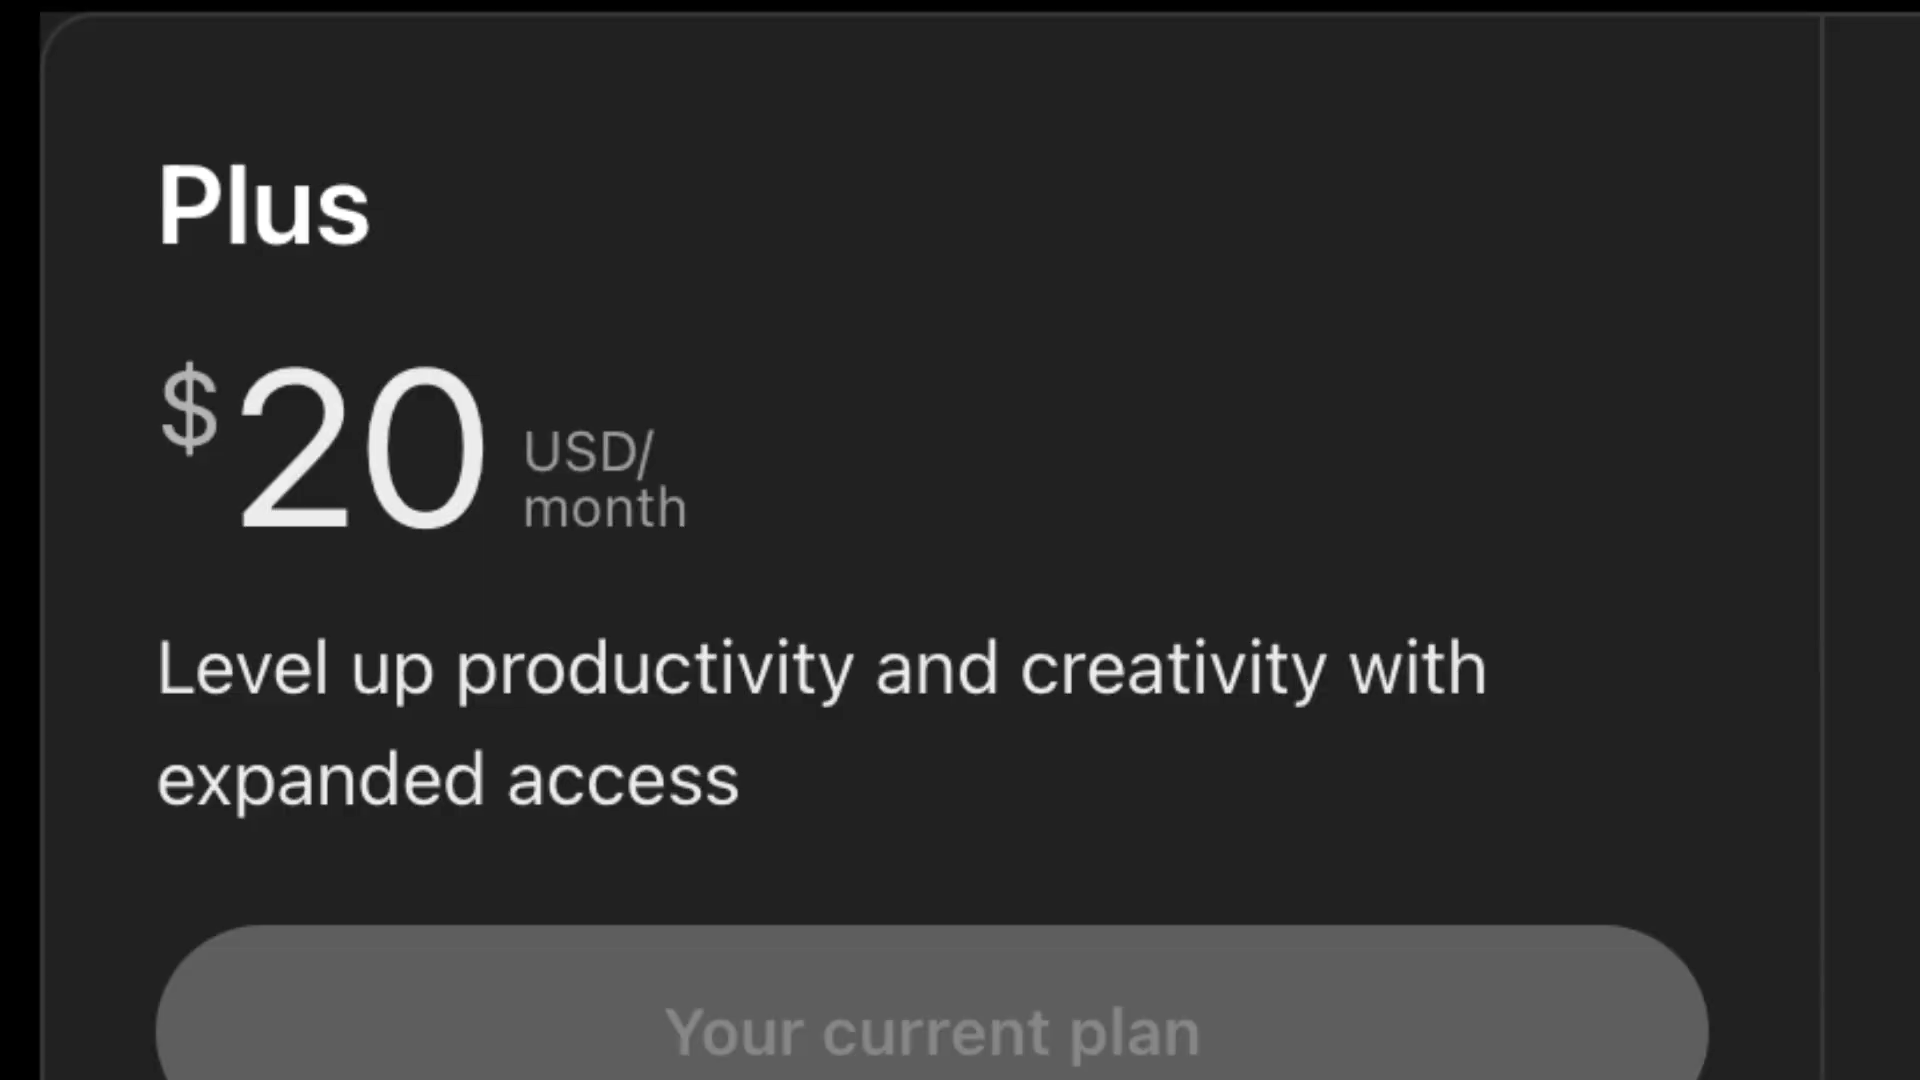 Plus
$20 USD/
month
Level up productivity and creativity with
expanded access
Your current plan